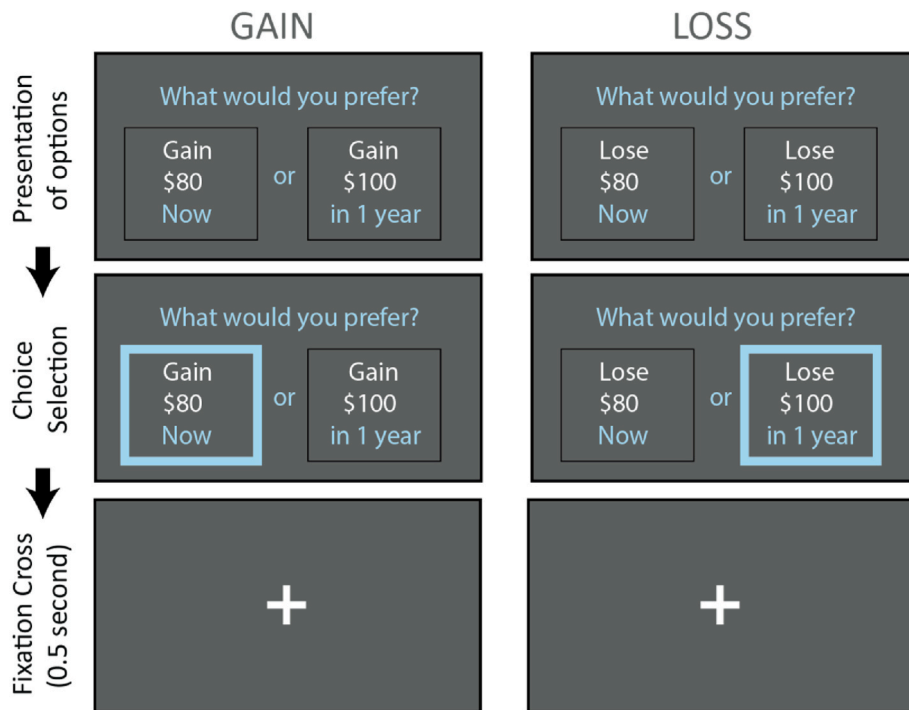 GAIN
LOSS
Presentation
of options
What would you prefer?
Gain
$80
Now
or
Gain
$100
in 1 year
What would you prefer?
Lose
$80
Now
or
Lose
$100
in 1 year
Choice
Selection
What would you prefer?
Gain
$80
Now
or
Gain
$100
in 1 year
What would you prefer?
Lose
$80
Now
or
Lose
$100
in 1 year
Fixation Cross
(0.5 second)